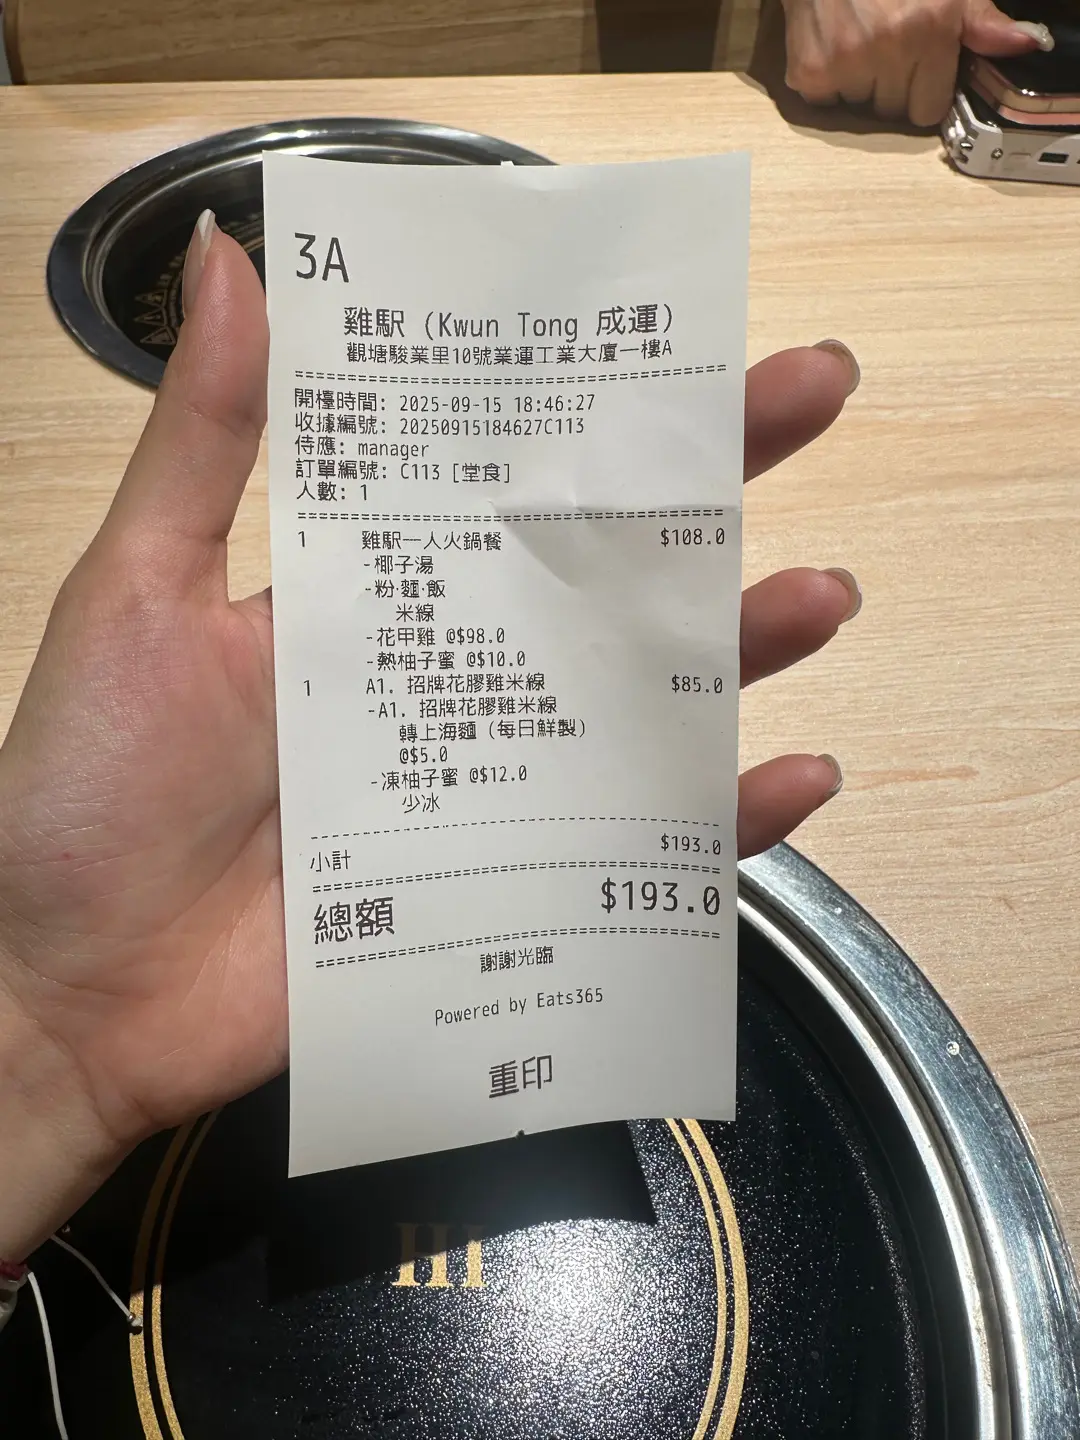 3A
雞駅 (Kwun Tong 成運)
觀塘駿業里10號業運工業大廈一樓A
開檯時間: 2025-09-15 18:46:27
收據編號: 20250915184627C113
侍應: manager
訂單編號: C113 [堂食]
人數: 1
1 雞駅一人火鍋餐 $108.0
-椰子湯
-粉·麵·飯
米線
-花甲雞 @$98.0
-熱柚子蜜 @$10.0
1 A1. 招牌花膠雞米線 $85.0
-A1. 招牌花膠雞米線
轉上海麵 (每日鮮製)
@$5.0
-凍柚子蜜 @$12.0
少冰
小計 $193.0
總額 $193.0
謝謝光臨
Powered by Eats365
重印
HI